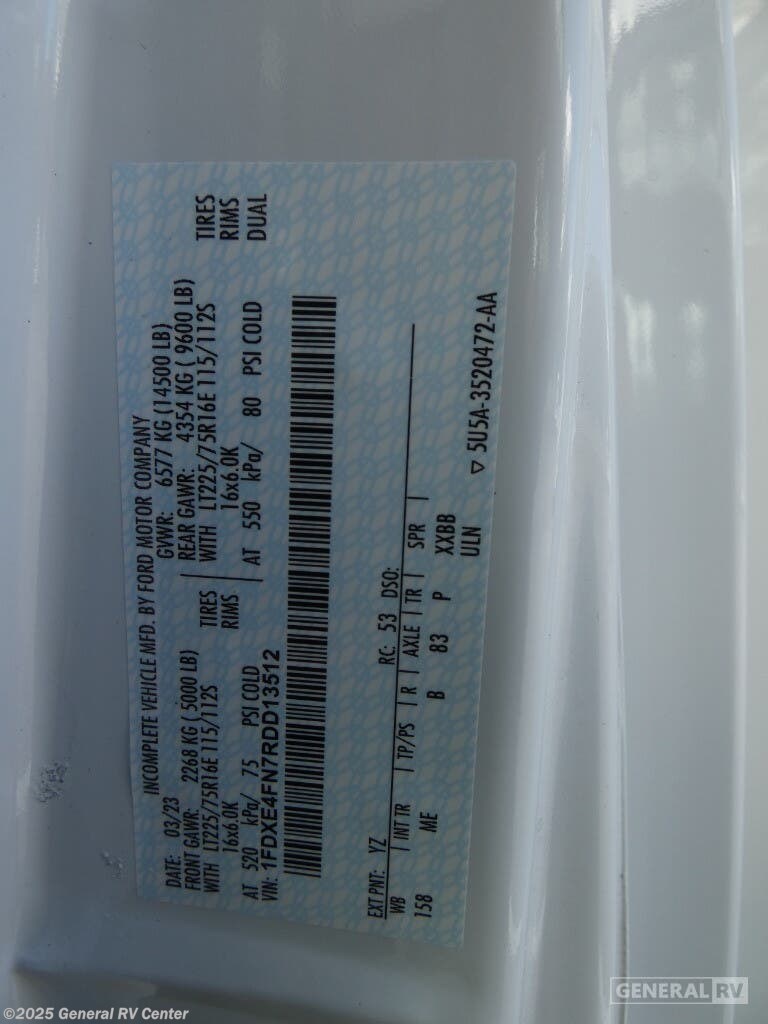 INCOMPLETE VEHICLE MFD. BY FORD MOTOR COMPANY
DATE: 03/23 GVWR: 6577 KG (14500 LB)
FRONT GAWR: 2268 KG ( 5000 LB) REAR GAWR: 4354 KG ( 9600 LB)
WITH LT225/75R16E 115/112S TIRES WITH LT225/75R16E 115/112S TIRES
16x6.0K RIMS 16x6.0K RIMS
AT 520 kPa/ 75 PSI COLD AT 550 kPa/ 80 PSI COLD DUAL
VIN: 1FDXE4FN7RDD13512
EXT PNT: YZ RC: 53 DSO:
WB INT TR TP/PS R AXLE TR SPR
158 ME B 83 P XXBB
ULN
▽ 5U5A-3520472-AA
©2025 General RV Center
GENERAL RV